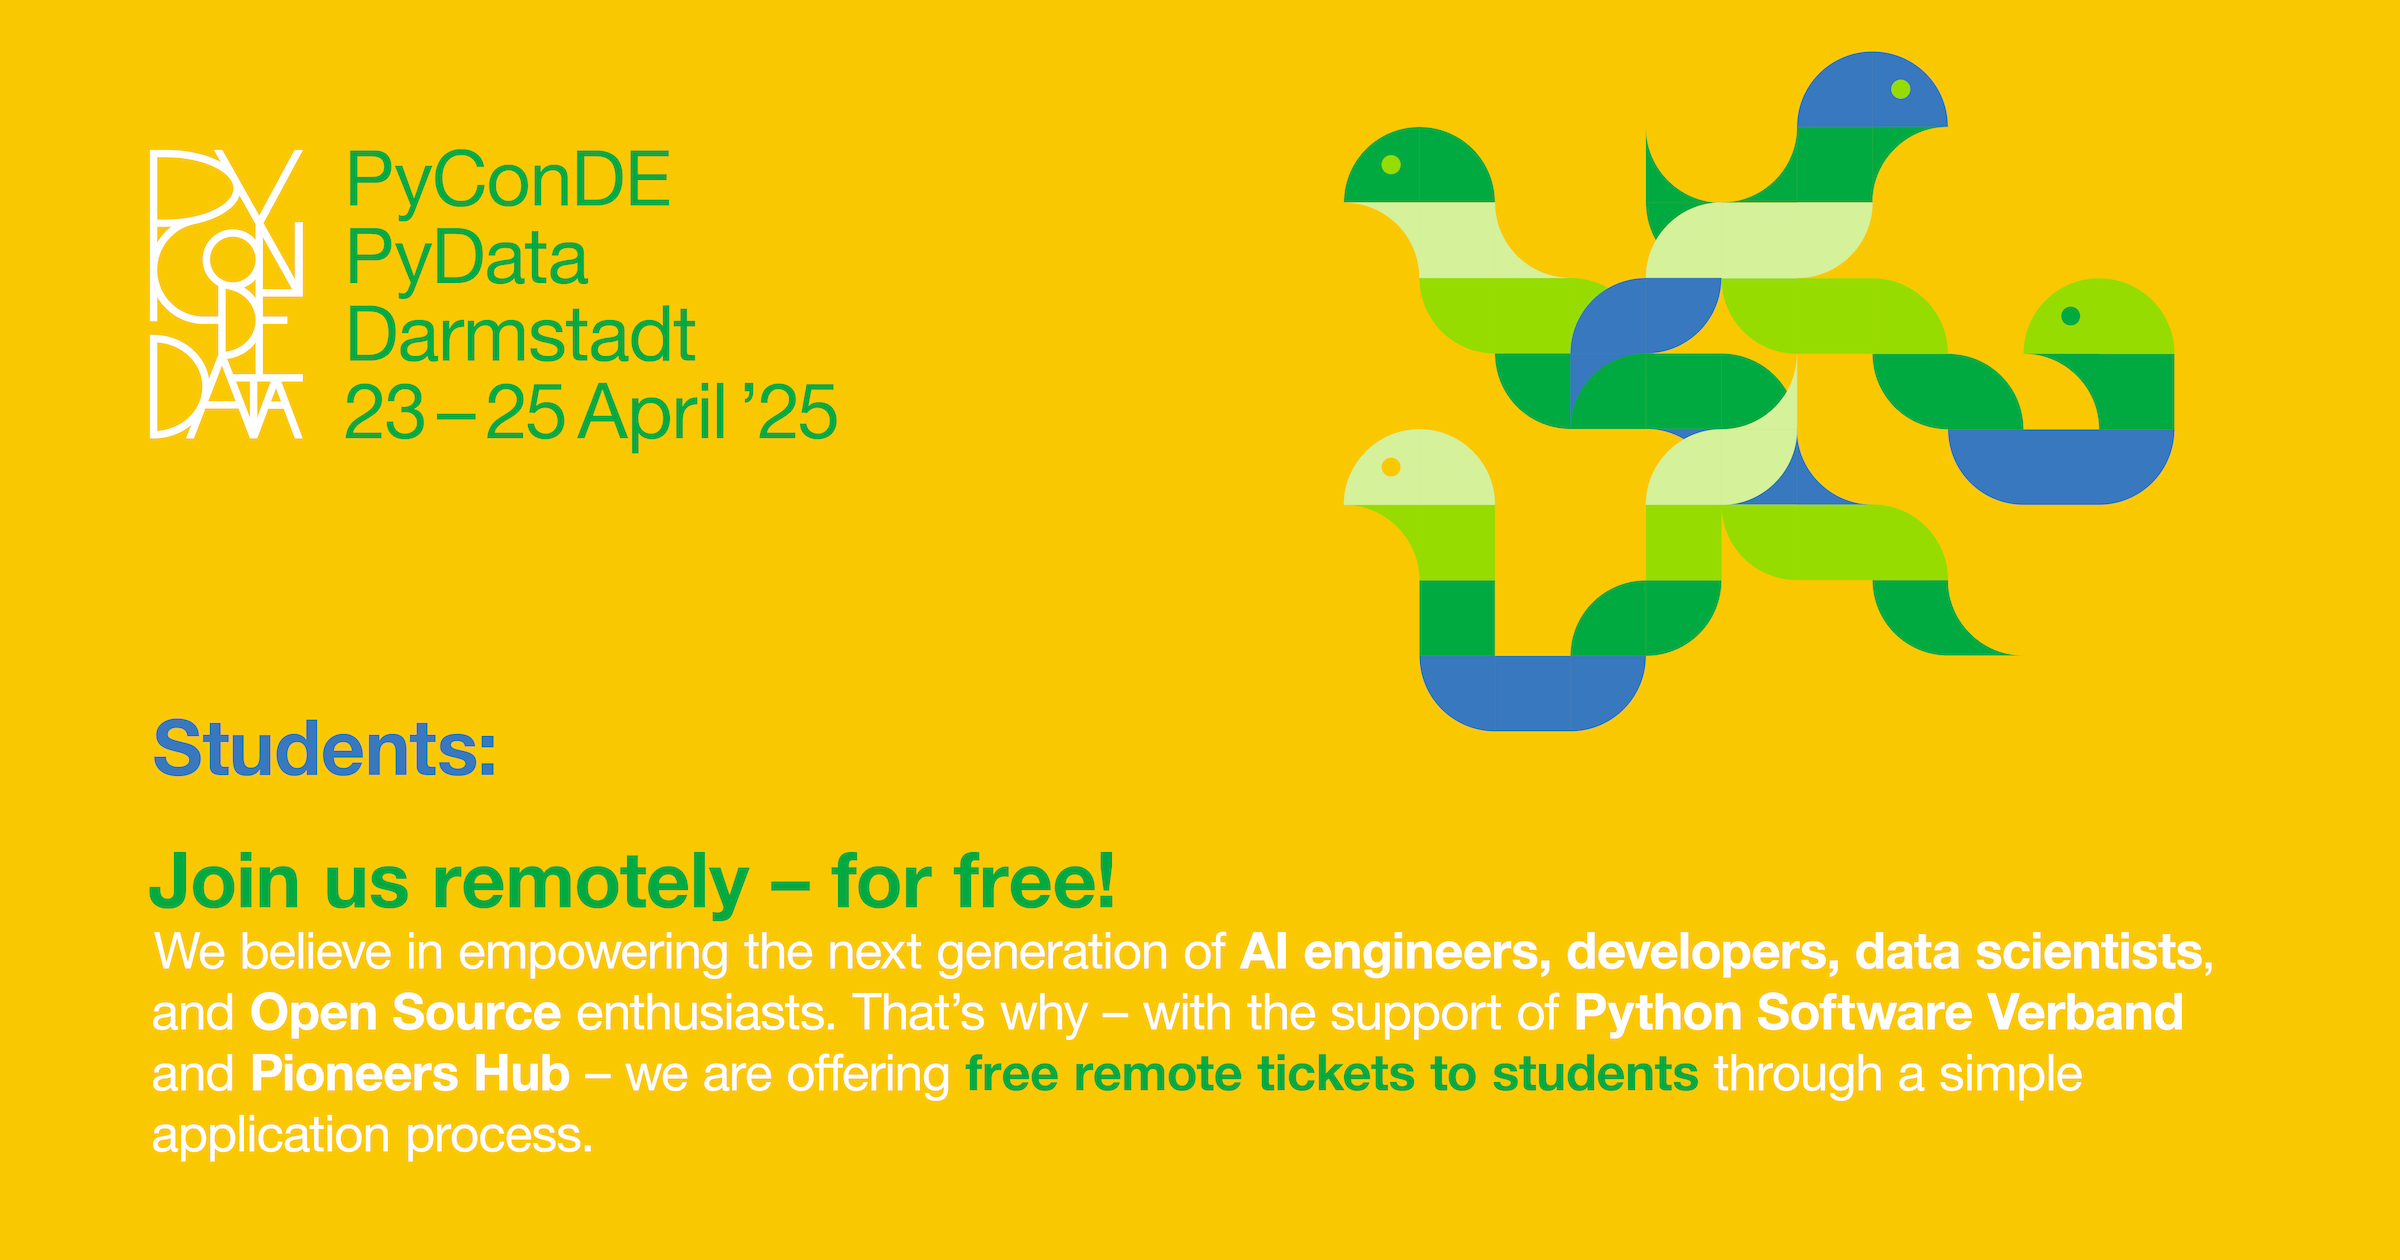 PYCONDE DATA
PyConDE
PyData
Darmstadt
23–25 April ’25
Students:
Join us remotely – for free!
We believe in empowering the next generation of AI engineers, developers, data scientists,
and Open Source enthusiasts. That’s why – with the support of Python Software Verband
and Pioneers Hub – we are offering free remote tickets to students through a simple
application process.